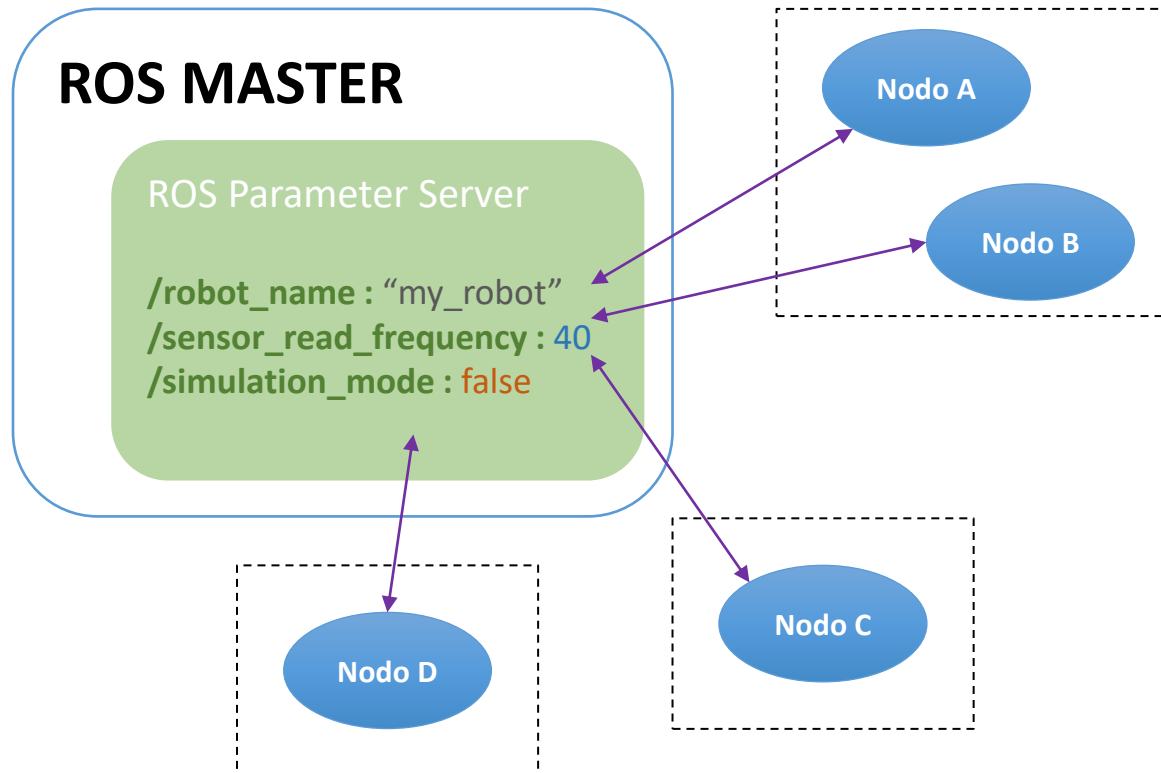 ROS MASTER
ROS Parameter Server
/robot_name : “my_robot”
/sensor_read_frequency : 40
/simulation_mode : false
Nodo A
Nodo B
Nodo C
Nodo D